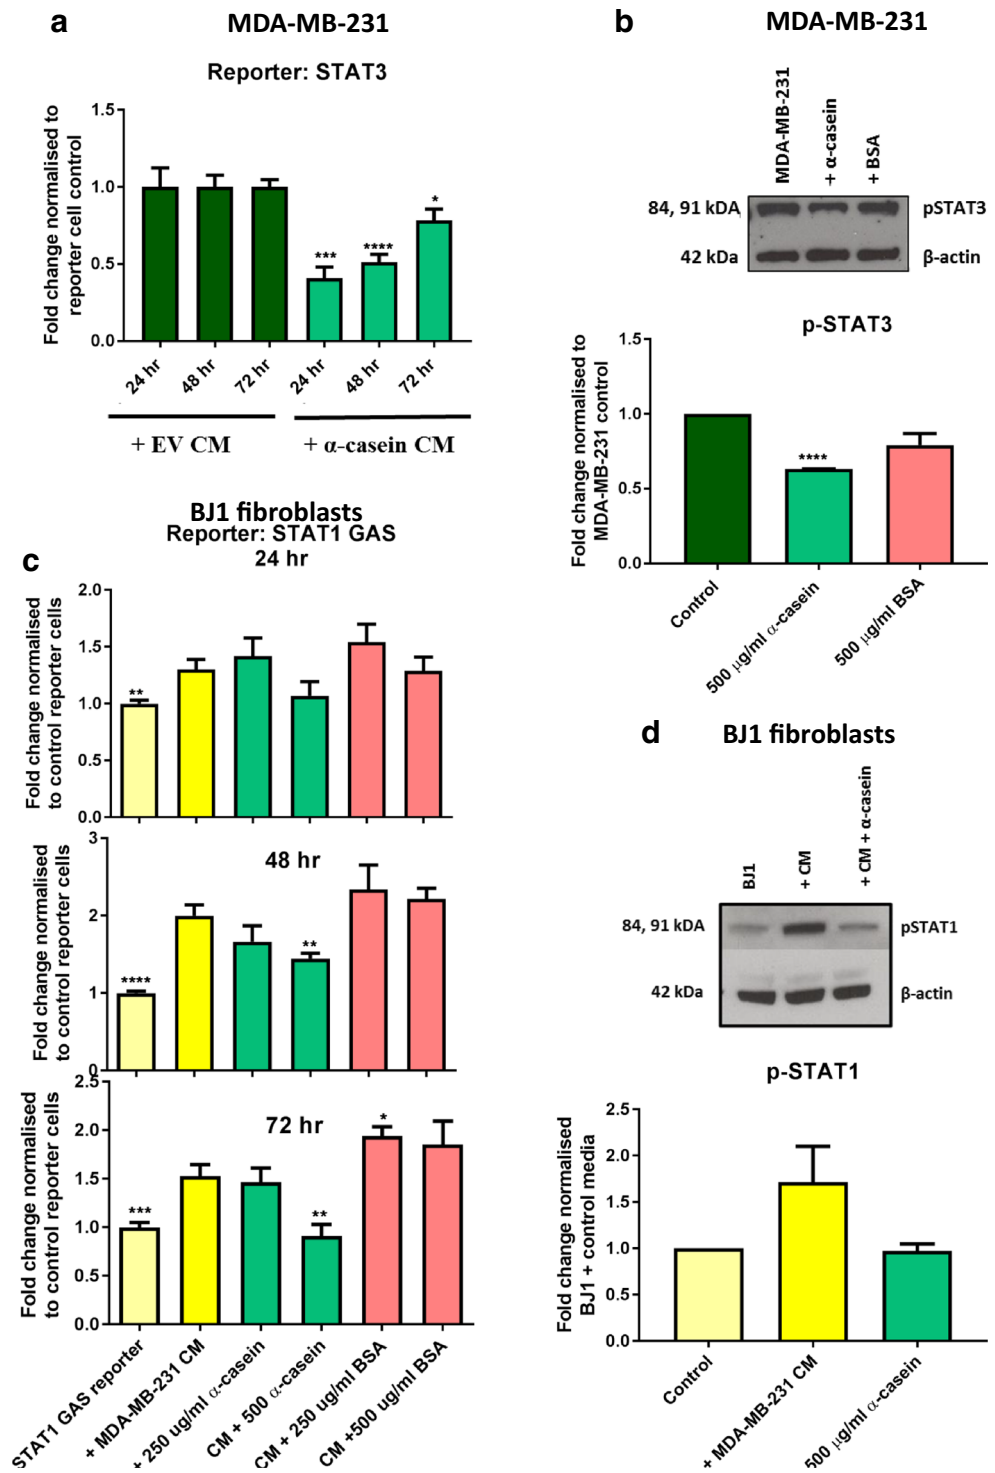 a
MDA-MB-231
Reporter: STAT3
Fold change normalised to
reporter cell control
1.5
1.0
0.5
0.0
***
****
*
24 hr
48 hr
72 hr
24 hr
48 hr
72 hr
+ EV CM
+ α-casein CM
b
MDA-MB-231
MDA-MB-231
+ α-casein
+ BSA
84, 91 kDA
pSTAT3
42 kDa
β-actin
p-STAT3
Fold change normalised to
MDA-MB-231 control
1.5
1.0
0.5
0.0
****
Control
500 µg/ml α-casein
500 µg/ml BSA
c
BJ1 fibroblasts
Reporter: STAT1 GAS
24 hr
Fold change normalised
to control reporter cells
2.0
1.5
1.0
0.5
0.0
**
48 hr
Fold change normalised
to control reporter cells
3
2
1
0
****
**
72 hr
Fold change normalised
to control reporter cells
2.5
2.0
1.5
1.0
0.5
0.0
***
**
*
STAT1 GAS reporter
+ MDA-MB-231 CM
+ 250 ug/ml α-casein
CM + 500 α-casein
CM + 250 ug/ml BSA
CM +500 ug/ml BSA
d
BJ1 fibroblasts
BJ1
+ CM
+ CM + α-casein
84, 91 kDA
pSTAT1
42 kDa
β-actin
p-STAT1
Fold change normalised
BJ1 + control media
2.5
2.0
1.5
1.0
0.5
0.0
Control
+ MDA-MB-231 CM
500 µg/ml α-casein